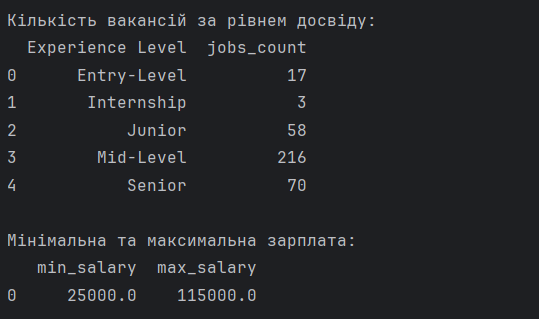 Кількість вакансій за рівнем досвіду:
  Experience Level  jobs_count
0      Entry-Level          17
1       Internship           3
2           Junior          58
3        Mid-Level         216
4           Senior          70

Мінімальна та максимальна зарплата:
   min_salary  max_salary
0     25000.0    115000.0